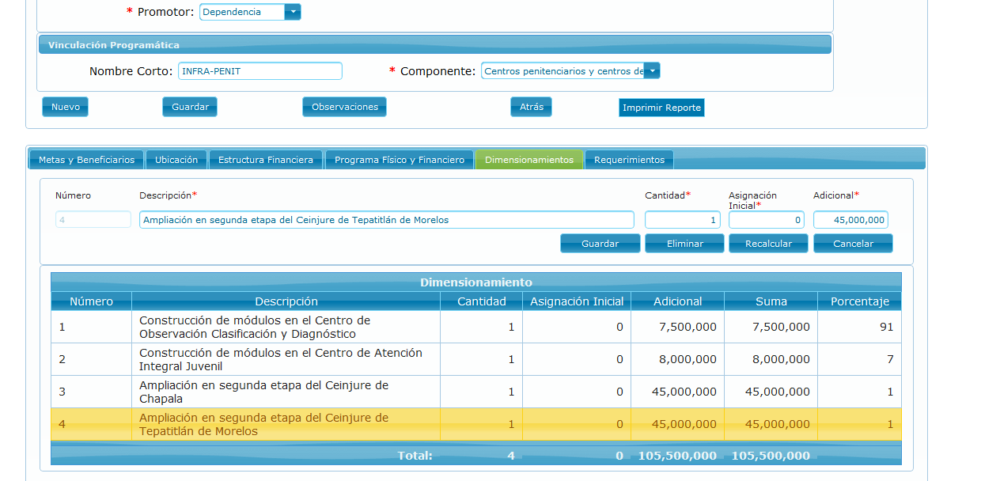 * Promotor: Dependencia
Vinculación Programática
Nombre Corto: INFRA-PENIT * Componente: Centros penitenciarios y centros de
Nuevo Guardar Observaciones Atrás Imprimir Reporte
Metas y Beneficiarios Ubicación Estructura Financiera Programa Físico y Financiero Dimensionamientos Requerimientos
Número Descripción* Cantidad* Asignación Adicional*
Inicial*
4 Ampliación en segunda etapa del Ceinjure de Tepatitlán de Morelos 1 0 45,000,000
Guardar Eliminar Recalcular Cancelar
Dimensionamiento
Número Descripción Cantidad Asignación Inicial Adicional Suma Porcentaje
1 Construcción de módulos en el Centro de 1 0 7,500,000 7,500,000 91
Observación Clasificación y Diagnóstico
2 Construcción de módulos en el Centro de Atención 1 0 8,000,000 8,000,000 7
Integral Juvenil
3 Ampliación en segunda etapa del Ceinjure de 1 0 45,000,000 45,000,000 1
Chapala
4 Ampliación en segunda etapa del Ceinjure de 1 0 45,000,000 45,000,000 1
Tepatitlán de Morelos
Total: 4 0 105,500,000 105,500,000